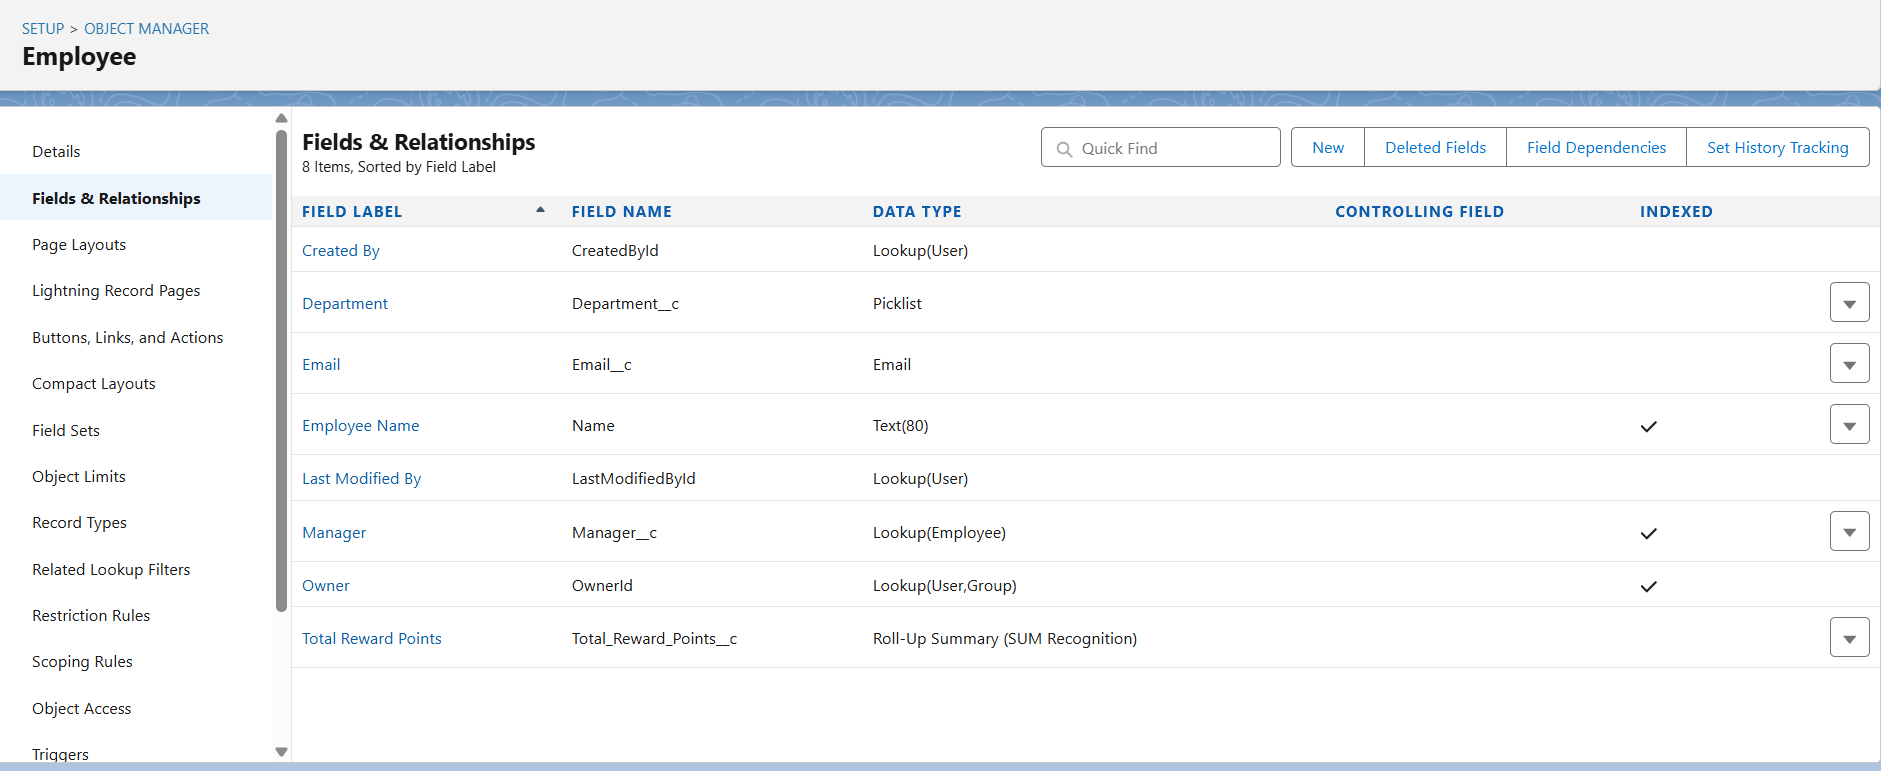 SETUP > OBJECT MANAGER
Employee
Details
Fields & Relationships
Page Layouts
Lightning Record Pages
Buttons, Links, and Actions
Compact Layouts
Field Sets
Object Limits
Record Types
Related Lookup Filters
Restriction Rules
Scoping Rules
Object Access
Triggers
Fields & Relationships
8 Items, Sorted by Field Label
Quick Find
New
Deleted Fields
Field Dependencies
Set History Tracking
FIELD LABEL FIELD NAME DATA TYPE CONTROLLING FIELD INDEXED
Created By CreatedById Lookup(User)
Department Department__c Picklist
Email Email__c Email
Employee Name Name Text(80)
Last Modified By LastModifiedById Lookup(User)
Manager Manager__c Lookup(Employee)
Owner OwnerId Lookup(User,Group)
Total Reward Points Total_Reward_Points__c Roll-Up Summary (SUM Recognition)